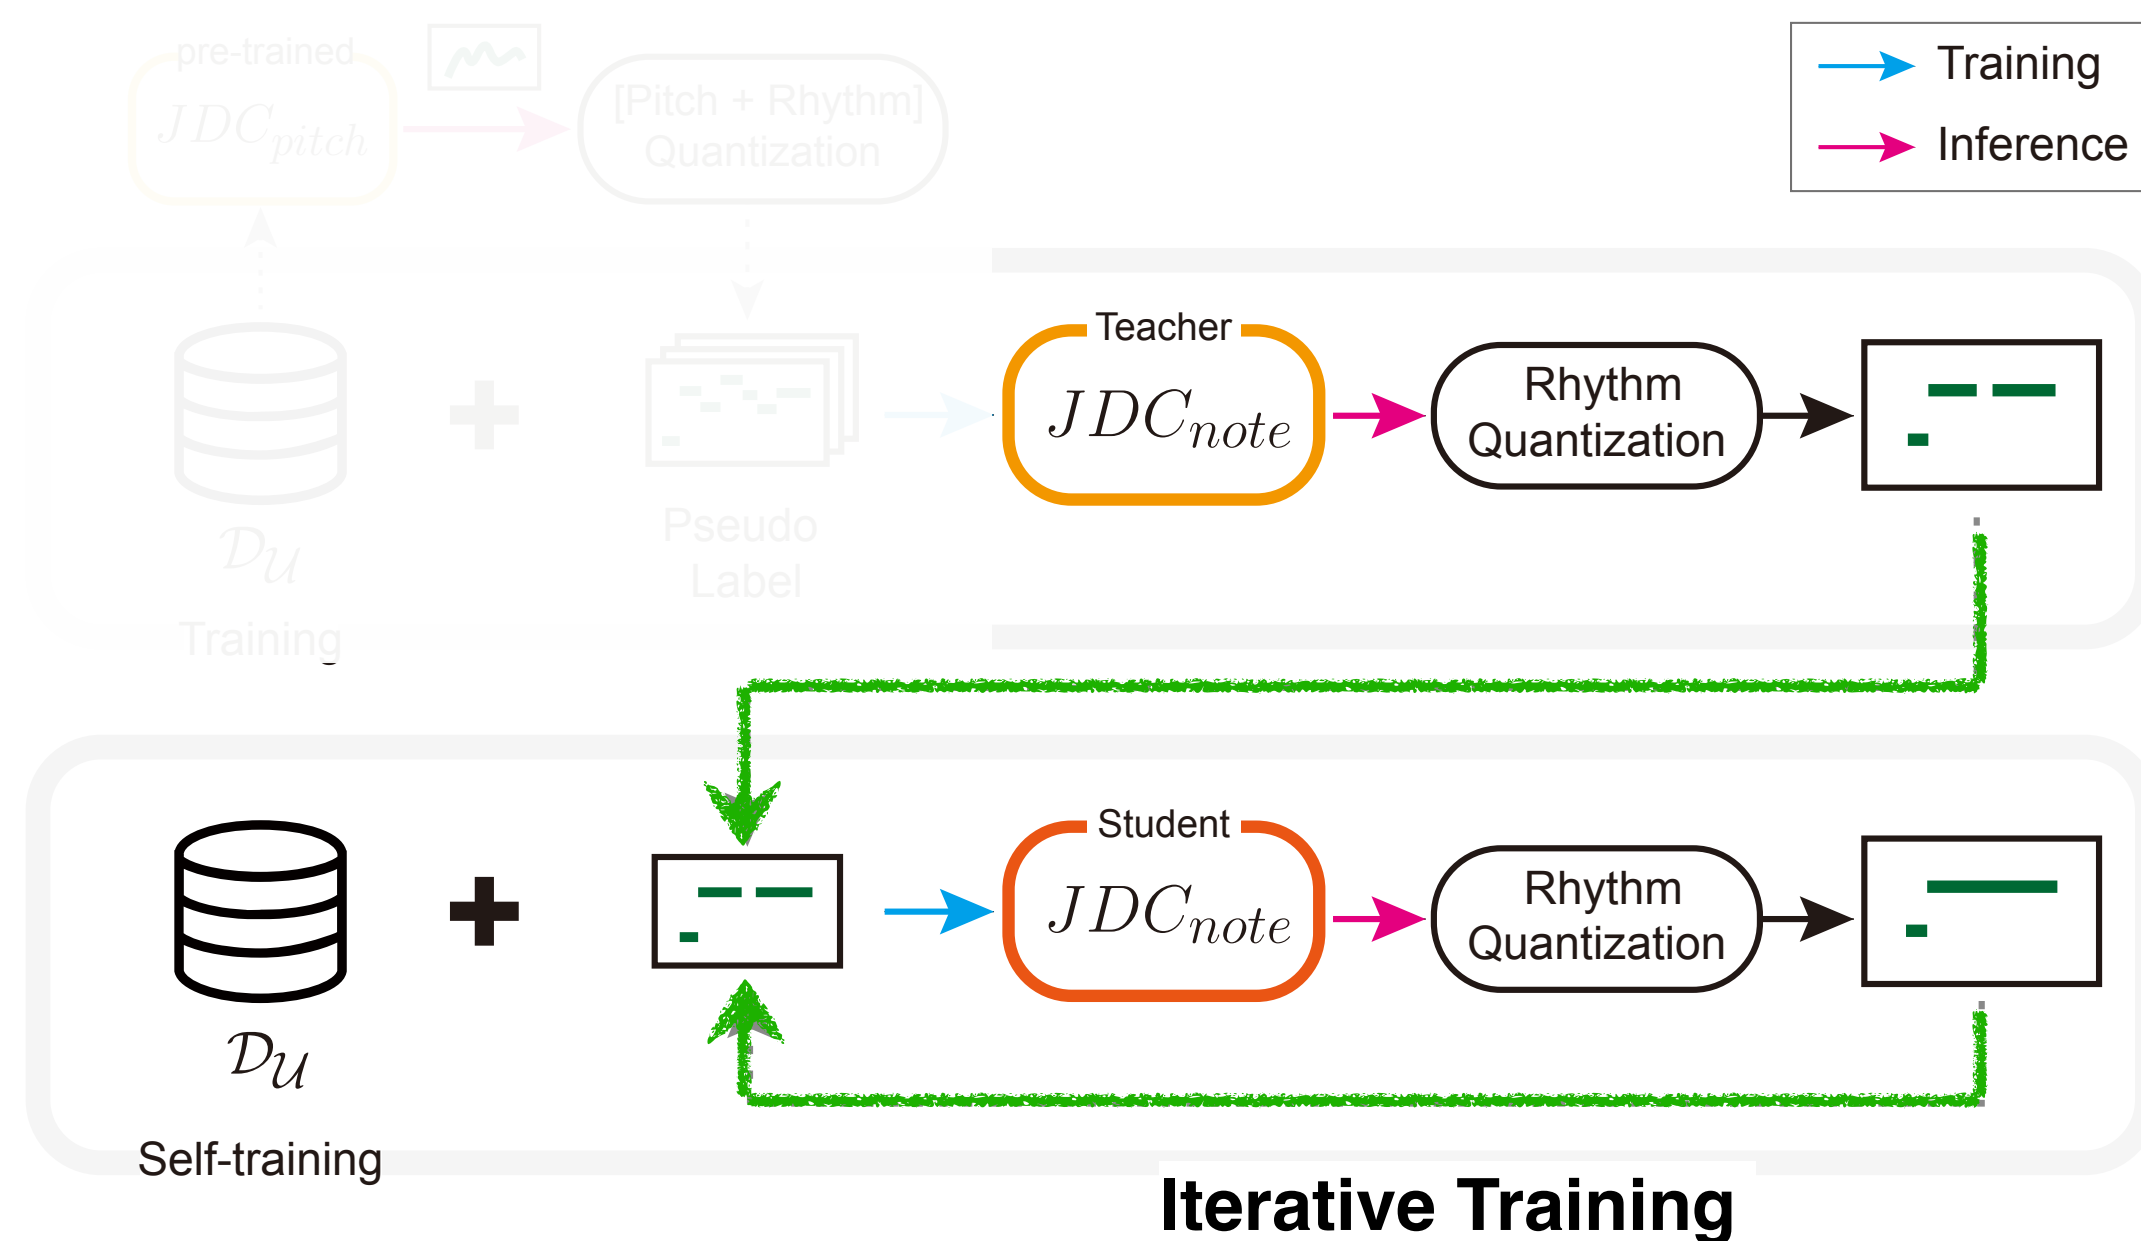 pre-trained
JDC_pitch
[Pitch + Rhythm]
Quantization
Training
Inference
Teacher
JDC_note
Rhythm
Quantization
D_U
Pseudo
Label
Training
Student
JDC_note
Rhythm
Quantization
D_U
Self-training
Iterative Training